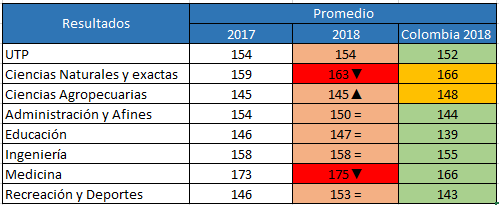 Resultados Promedio
2017 2018 Colombia 2018
UTP 154 154 152
Ciencias Naturales y exactas 159 163▼ 166
Ciencias Agropecuarias 145 145▲ 148
Administración y Afines 154 150 = 144
Educación 146 147 = 139
Ingeniería 158 158 = 155
Medicina 173 175▼ 166
Recreación y Deportes 146 153 = 143